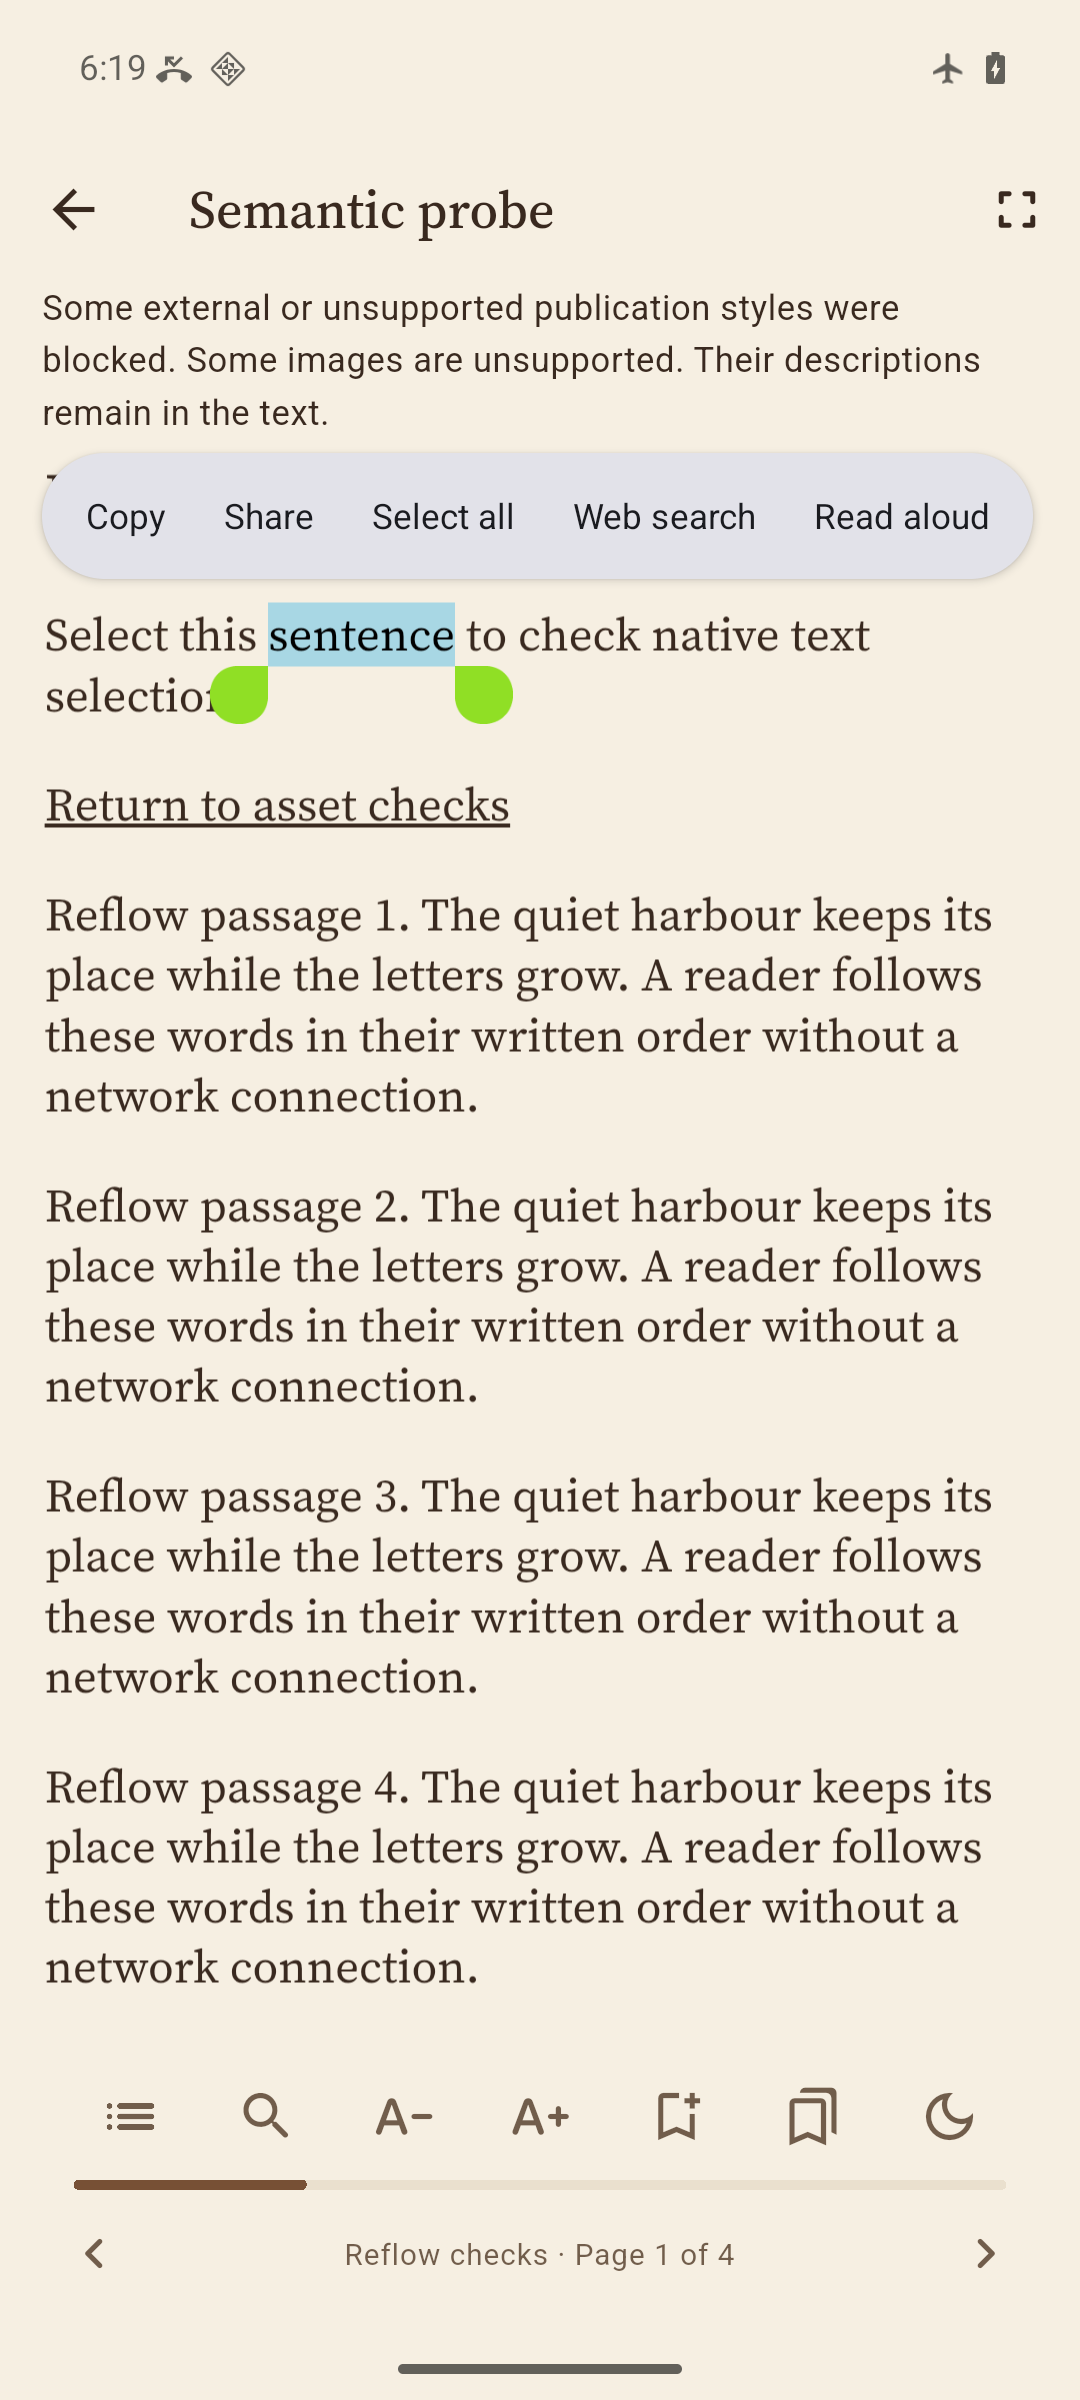 6:19
Semantic probe
Some external or unsupported publication styles were
blocked. Some images are unsupported. Their descriptions
remain in the text.
Copy Share Select all Web search Read aloud
Select this sentence to check native text
Return to asset checks
Reflow passage 1. The quiet harbour keeps its
place while the letters grow. A reader follows
these words in their written order without a
network connection.
Reflow passage 2. The quiet harbour keeps its
place while the letters grow. A reader follows
these words in their written order without a
network connection.
Reflow passage 3. The quiet harbour keeps its
place while the letters grow. A reader follows
these words in their written order without a
network connection.
Reflow passage 4. The quiet harbour keeps its
place while the letters grow. A reader follows
these words in their written order without a
network connection.
A− A+
Reflow checks · Page 1 of 4